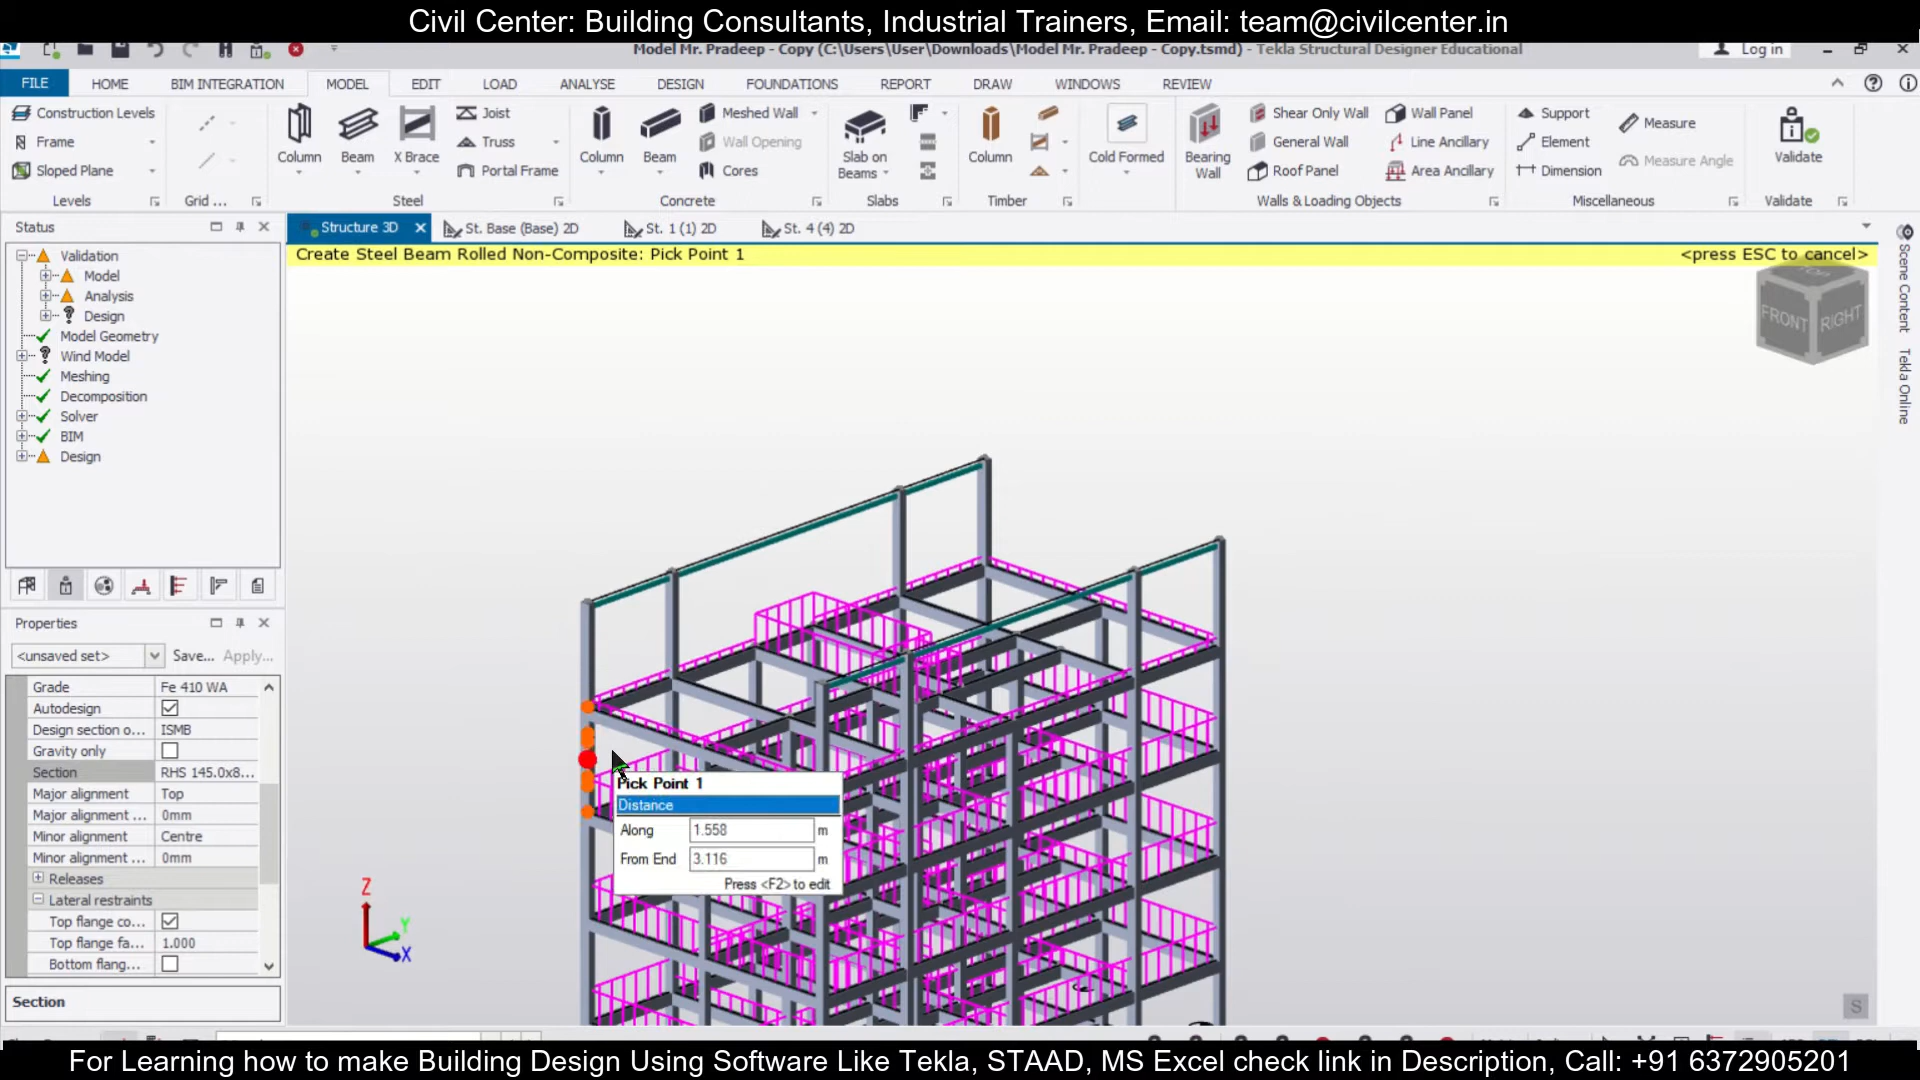 Civil Center: Building Consultants, Industrial Trainers, Email: team@civilcenter.in
Model Mr. Pradeep - Copy (C:\Users\User\Downloads\Model Mr. Pradeep - Copy.tsmd) - Tekla Structural Designer Educational
Log in
FILE HOME BIM INTEGRATION MODEL EDIT LOAD ANALYSE DESIGN FOUNDATIONS REPORT DRAW WINDOWS REVIEW
Construction Levels
Frame
Sloped Plane
Levels
Grid ...
Column
Beam
X Brace
Joist
Truss
Portal Frame
Steel
Column
Beam
Meshed Wall
Wall Opening
Cores
Concrete
Slab on
Beams
Slabs
Column
Timber
Cold Formed
Bearing
Wall
Shear Only Wall
General Wall
Roof Panel
Wall Panel
Line Ancillary
Area Ancillary
Walls & Loading Objects
Support
Element
Dimension
Measure
Measure Angle
Miscellaneous
Validate
Validate
Status
Validation
Model
Analysis
Design
Model Geometry
Wind Model
Meshing
Decomposition
Solver
BIM
Design
Structure 3D
St. Base (Base) 2D
St. 1 (1) 2D
St. 4 (4) 2D
Create Steel Beam Rolled Non-Composite: Pick Point 1
<press ESC to cancel>
TOP
FRONT
RIGHT
Scene Content
Tekla Online
Properties
<unsaved set>
Save...
Apply...
Grade Fe 410 WA
Autodesign
Design section o... ISMB
Gravity only
Section RHS 145.0x8...
Major alignment Top
Major alignment ... 0mm
Minor alignment Centre
Minor alignment ... 0mm
Releases
Lateral restraints
Top flange co...
Top flange fa... 1.000
Bottom flang...
Section
Pick Point 1
Distance
Along 1.558 m
From End 3.116 m
Press <F2> to edit
Z
Y
X
S
For Learning how to make Building Design Using Software Like Tekla, STAAD, MS Excel check link in Description, Call: +91 6372905201